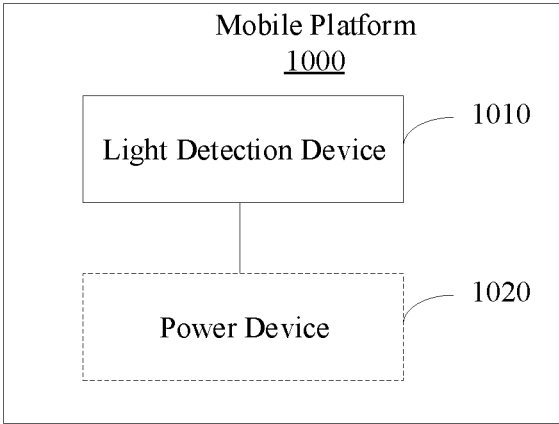 Mobile Platform
1000
1010
Light Detection Device
1020
Power Device